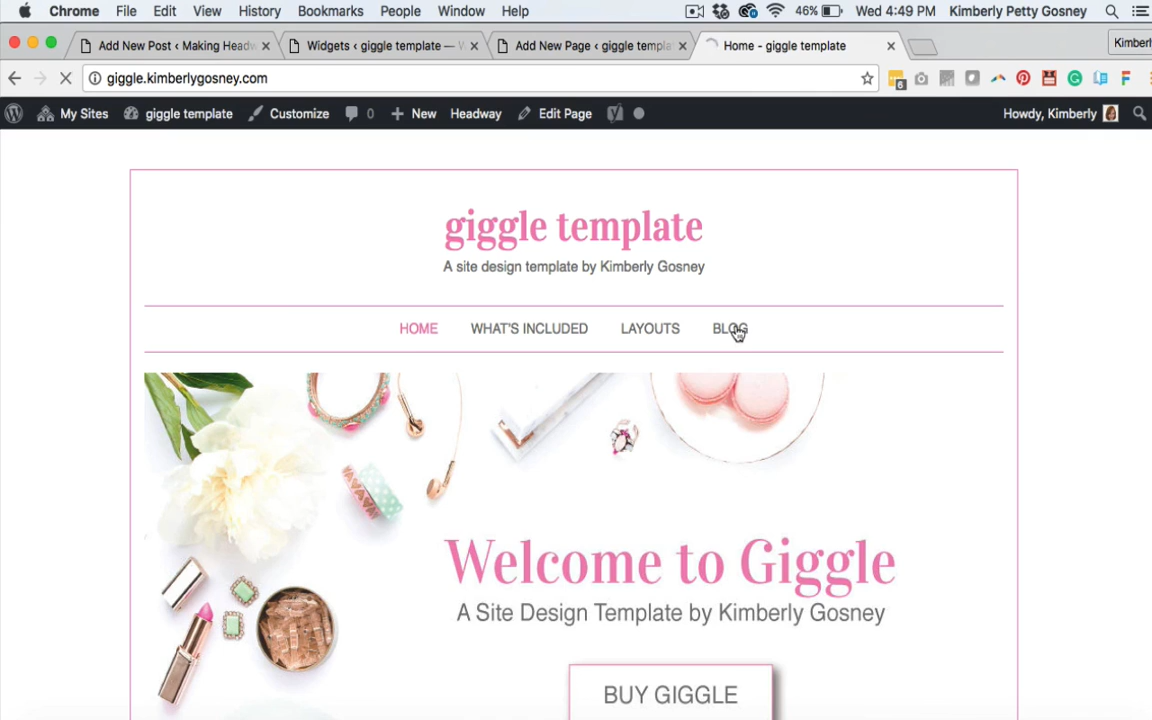 Chrome File Edit View History Bookmarks People Window Help 46% Wed 4:49 PM Kimberly Petty Gosney
Add New Post ‹ Making Headw
Widgets ‹ giggle template —
Add New Page ‹ giggle templa
Home - giggle template
Kimberl
giggle.kimberlygosney.com
6
My Sites giggle template Customize 0 New Headway Edit Page Howdy, Kimberly
giggle template
A site design template by Kimberly Gosney
HOME WHAT'S INCLUDED LAYOUTS BLOG
Welcome to Giggle
A Site Design Template by Kimberly Gosney
BUY GIGGLE